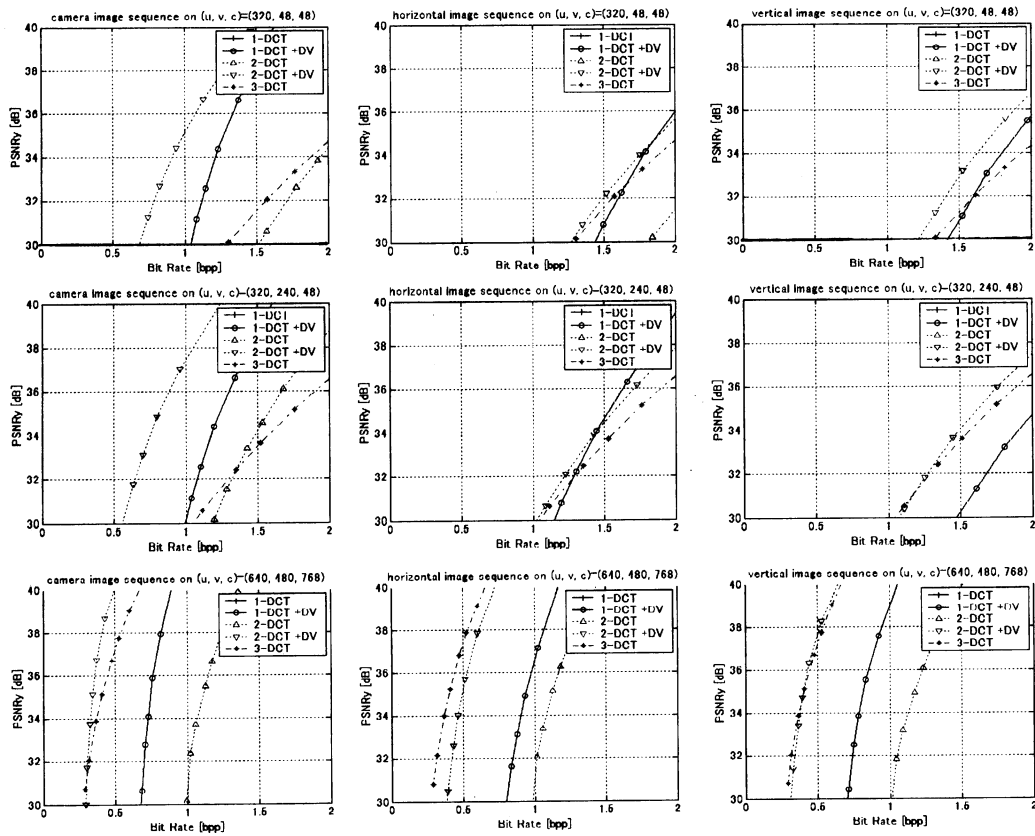 camera image sequence on (u, v, c)=(320, 48, 48)
1-DCT
1-DCT +DV
2-DCT
2-DCT +DV
3-DCT
PSNRy [dB]
40
38
36
34
32
30
0
0.5
1
1.5
2
Bit Rate [bpp]
horizontal image sequence on (u, v, c)=(320, 48, 48)
1-DCT
1-DCT +DV
2-DCT
2-DCT +DV
3-DCT
PSNRy [dB]
40
38
36
34
32
30
0
0.5
1
1.5
2
Bit Rate [bpp]
vertical image sequence on (u, v, c)=(320, 48, 48)
1-DCT
1-DCT +DV
2-DCT
2-DCT +DV
3-DCT
PSNRy [dB]
40
38
36
34
32
30
0
0.5
1
1.5
2
Bit Rate [bpp]
camera image sequence on (u, v, c)=(320, 240, 48)
1-DCT
1-DCT +DV
2-DCT
2-DCT +DV
3-DCT
PSNRy [dB]
40
38
36
34
32
30
0
0.5
1
1.5
2
Bit Rate [bpp]
horizontal image sequence on (u, v, c)=(320, 240, 48)
1-DCT
1-DCT +DV
2-DCT
2-DCT +DV
3-DCT
PSNRy [dB]
40
38
36
34
32
30
0
0.5
1
1.5
2
Bit Rate [bpp]
vertical image sequence on (u, v, c)=(320, 240, 48)
1-DCT
1-DCT +DV
2-DCT
2-DCT +DV
3-DCT
PSNRy [dB]
40
38
36
34
32
30
0
0.5
1
1.5
2
Bit Rate [bpp]
camera image sequence on (u, v, c)=(640, 480, 768)
1-DCT
1-DCT +DV
2-DCT
2-DCT +DV
3-DCT
PSNRy [dB]
40
38
36
34
32
30
0
0.5
1
1.5
2
Bit Rate [bpp]
horizontal image sequence on (u, v, c)=(640, 480, 768)
1-DCT
1-DCT +DV
2-DCT
2-DCT +DV
3-DCT
PSNRy [dB]
40
38
36
34
32
30
0
0.5
1
1.5
2
Bit Rate [bpp]
vertical image sequence on (u, v, c)=(640, 480, 768)
1-DCT
1-DCT +DV
2-DCT
2-DCT +DV
3-DCT
PSNRy [dB]
40
38
36
34
32
30
0
0.5
1
1.5
2
Bit Rate [bpp]